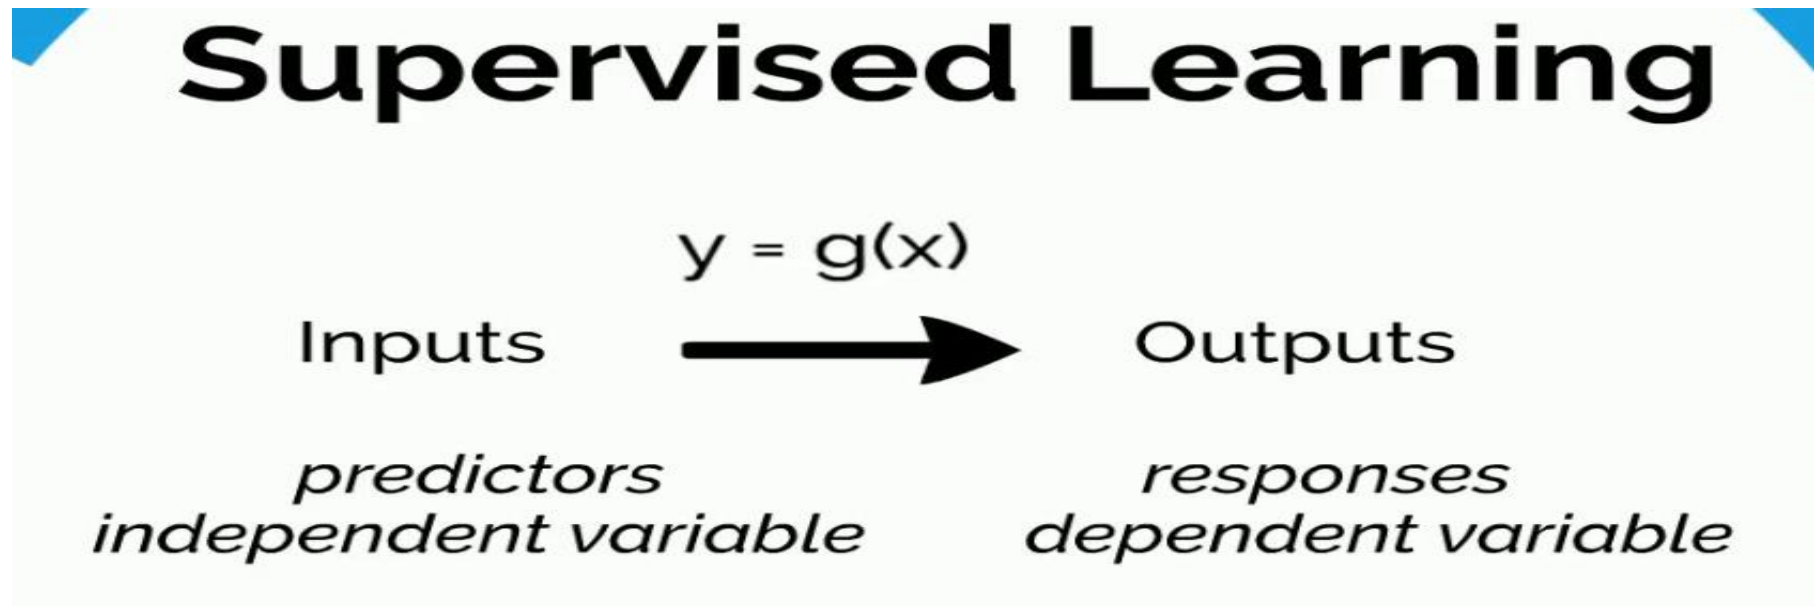 Supervised Learning
y = g(x)
Inputs
Outputs
predictors
independent variable
responses
dependent variable